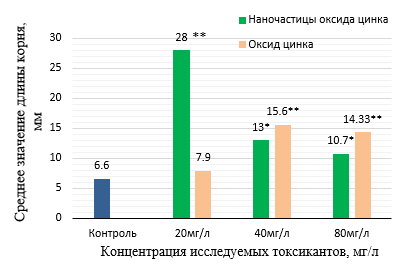 Наночастицы оксида цинка
Оксид цинка
Среднее значение длины корня,
мм
30
25
20
15
10
5
0
6.6
28 **
7.9
13*
15.6**
10.7*
14.33**
Контроль
20мг/л
40мг/л
80мг/л
Концентрация исследуемых токсикантов, мг/л